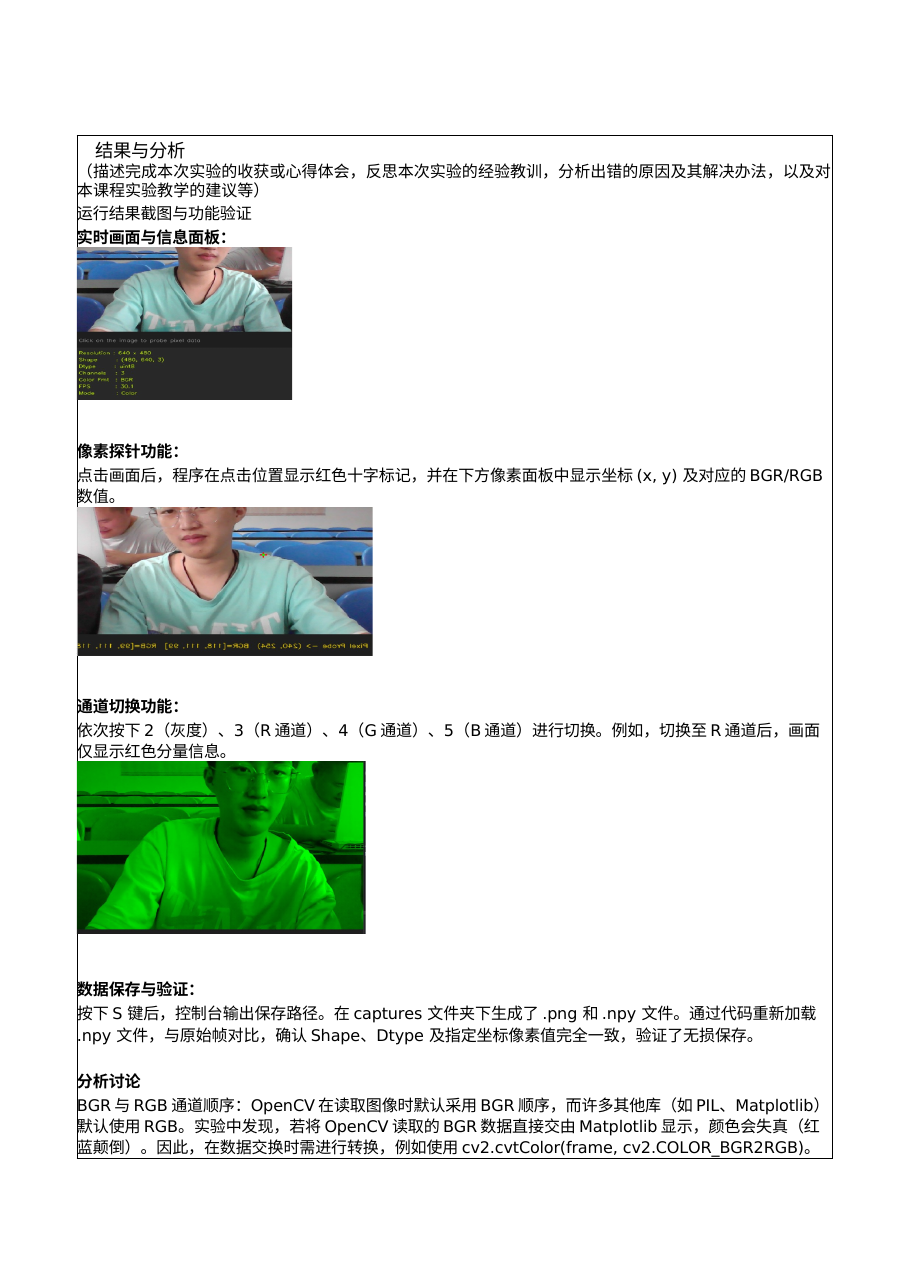 结果与分析
（描述完成本次实验的收获或心得体会，反思本次实验的经验教训，分析出错的原因及其解决办法，以及对
本课程实验教学的建议等）
运行结果截图与功能验证
实时画面与信息面板：
Click on the image to probe pixel data
Resolution : 640 x 480
Shape : (480, 640, 3)
Dtype : uint8
Channels : 3
Color Fmt : BGR
FPS : 30.1
Mode : Color
像素探针功能：
点击画面后，程序在点击位置显示红色十字标记，并在下方像素面板中显示坐标 (x, y) 及对应的 BGR/RGB
数值。
Pixel Probe -> (240, 254) BGR=[118, 111, 99] RGB=[99, 111, 118
通道切换功能：
依次按下 2（灰度）、3（R 通道）、4（G 通道）、5（B 通道）进行切换。例如，切换至 R 通道后，画面
仅显示红色分量信息。
数据保存与验证：
按下 S 键后，控制台输出保存路径。在 captures 文件夹下生成了 .png 和 .npy 文件。通过代码重新加载
.npy 文件，与原始帧对比，确认 Shape、Dtype 及指定坐标像素值完全一致，验证了无损保存。
分析讨论
BGR 与 RGB 通道顺序：OpenCV 在读取图像时默认采用 BGR 顺序，而许多其他库（如 PIL、Matplotlib）
默认使用 RGB。实验中发现，若将 OpenCV 读取的 BGR 数据直接交由 Matplotlib 显示，颜色会失真（红
蓝颠倒）。因此，在数据交换时需进行转换，例如使用 cv2.cvtColor(frame, cv2.COLOR_BGR2RGB)。